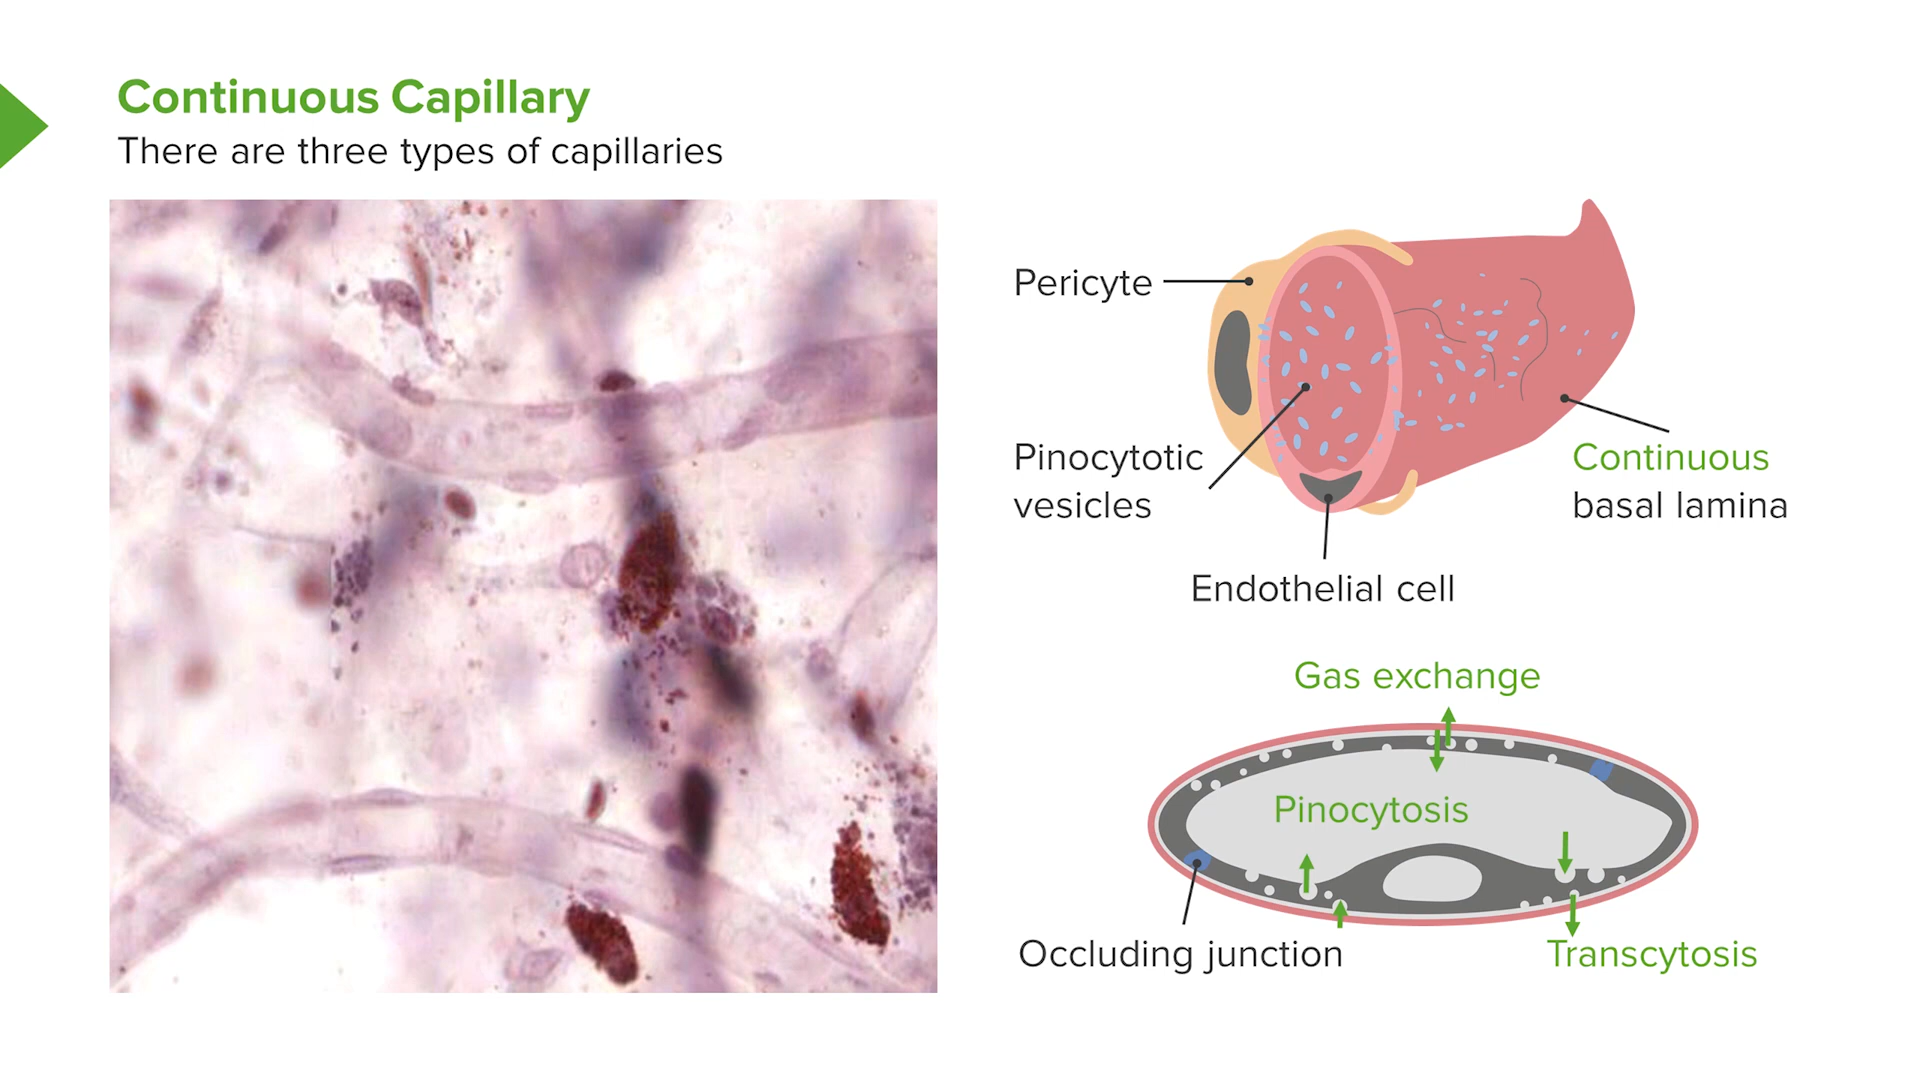 Continuous Capillary
There are three types of capillaries
Pericyte
Pinocytotic
vesicles
Continuous
basal lamina
Endothelial cell
Gas exchange
Pinocytosis
Occluding junction
Transcytosis